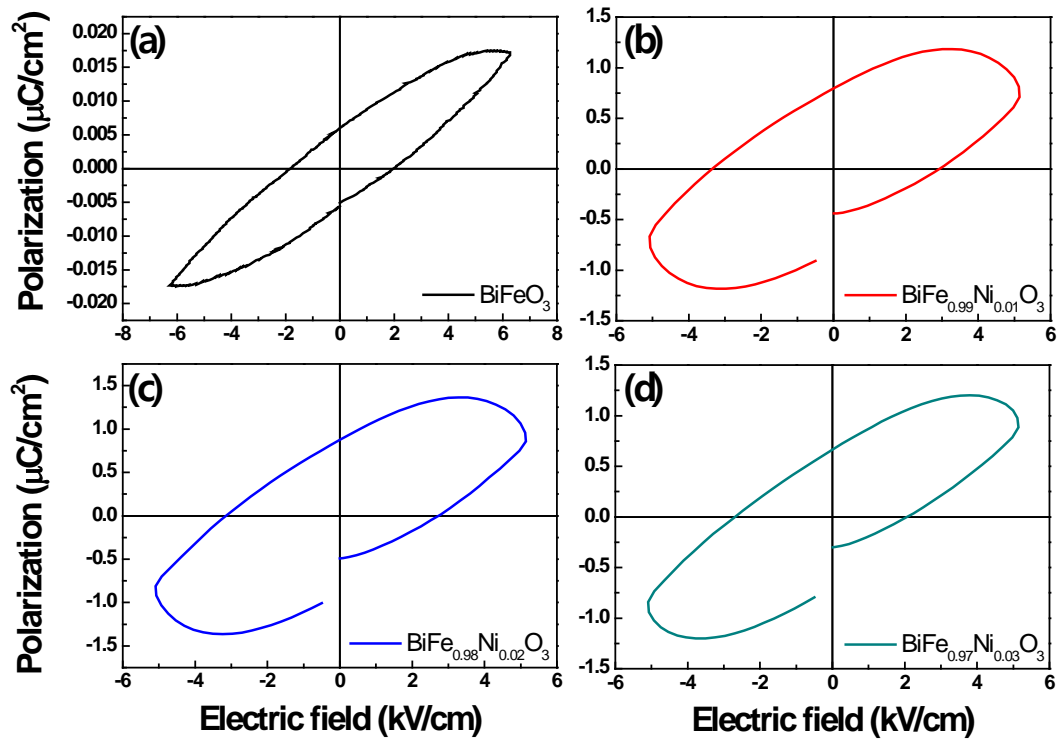 (a)
Polarization (μC/cm²)
0.020
0.015
0.010
0.005
0.000
-0.005
-0.010
-0.015
-0.020
-8 -6 -4 -2 0 2 4 6 8
BiFeO₃
(b)
1.5
1.0
0.5
0.0
-0.5
-1.0
-1.5
-6 -4 -2 0 2 4 6
BiFe₀.₉₉Ni₀.₀₁O₃
(c)
Polarization (μC/cm²)
1.5
1.0
0.5
0.0
-0.5
-1.0
-1.5
-6 -4 -2 0 2 4 6
BiFe₀.₉₈Ni₀.₀₂O₃
Electric field (kV/cm)
(d)
1.5
1.0
0.5
0.0
-0.5
-1.0
-1.5
-6 -4 -2 0 2 4 6
BiFe₀.₉₇Ni₀.₀₃O₃
Electric field (kV/cm)